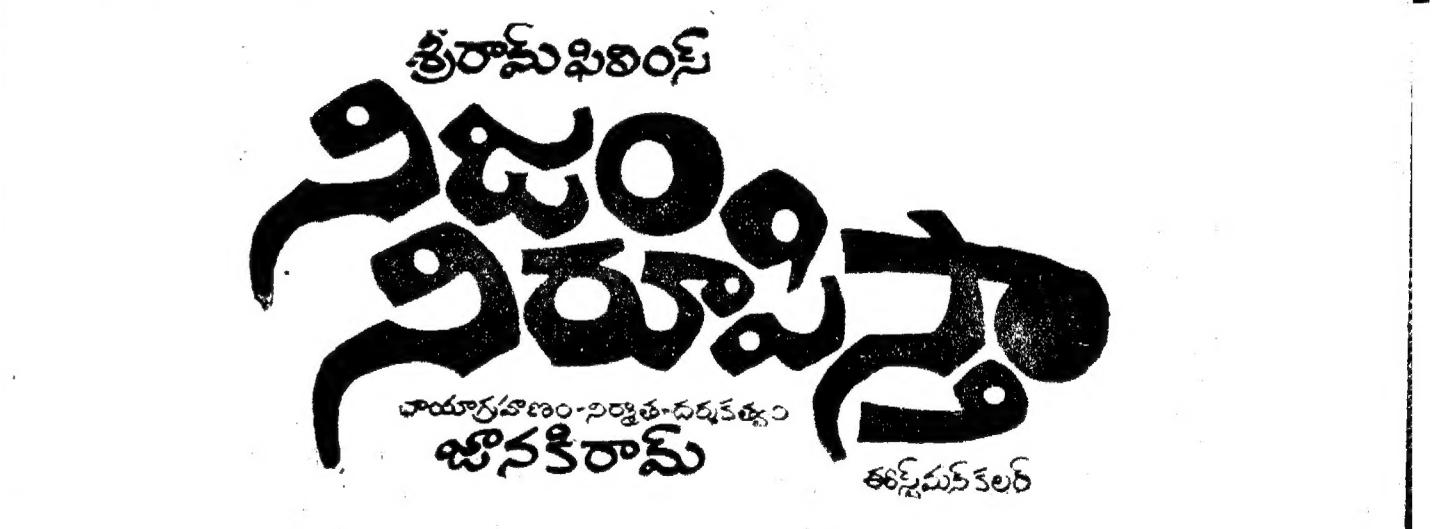 శ్రీరామ్ ఫిలింస్
నిజం
నిరూపిస్తా
ఛాయాగ్రహణం-నిర్మాత-దర్శకత్వం
జానకిరామ్
ఈస్ట్‌మన్ కలర్